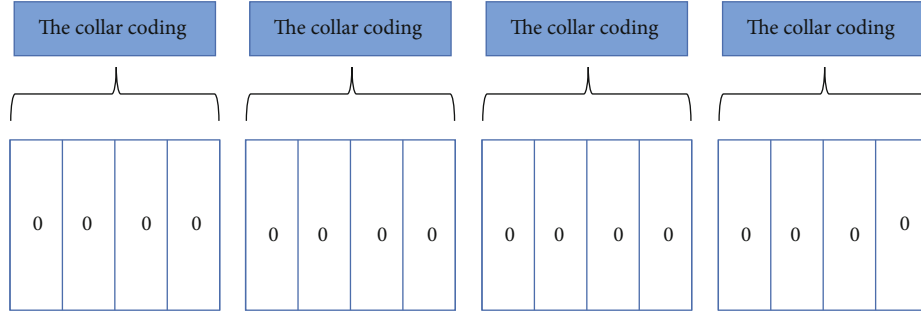 The collar coding The collar coding The collar coding The collar coding
0 0 0 0 0 0 0 0 0 0 0 0 0 0 0 0